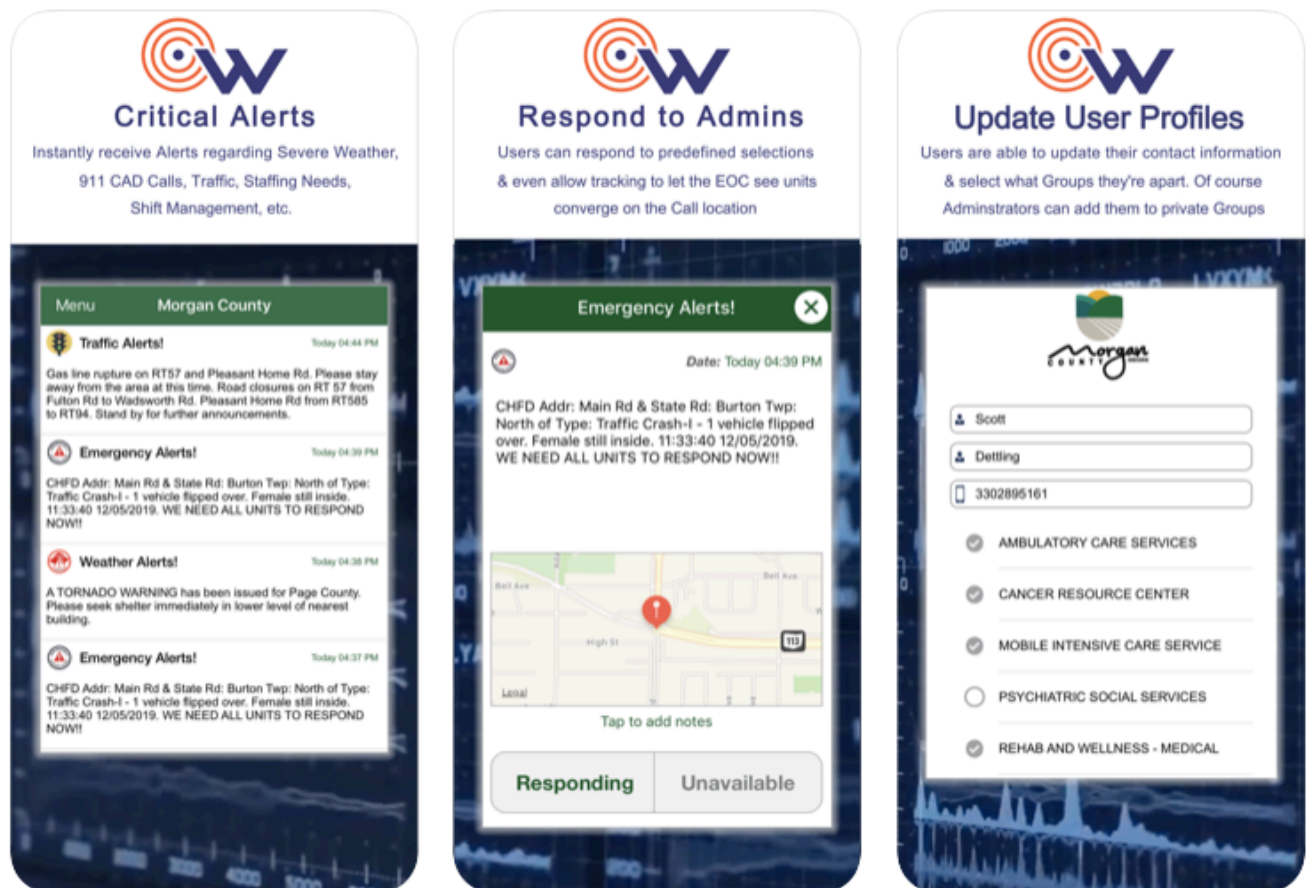 W
Critical Alerts
Instantly receive Alerts regarding Severe Weather,
911 CAD Calls, Traffic, Staffing Needs,
Shift Management, etc.
Menu Morgan County
Traffic Alerts! Today 04:44 PM
Gas line rupture on RT57 and Pleasant Home Rd. Please stay
away from the area at this time. Road closures on RT 57 from
Fulton Rd to Wadsworth Rd. Pleasant Home Rd from RT585
to RT94. Stand by for further announcements.
Emergency Alerts! Today 04:39 PM
CHFD Addr: Main Rd & State Rd: Burton Twp: North of Type:
Traffic Crash-I - 1 vehicle flipped over. Female still inside.
11:33:40 12/05/2019. WE NEED ALL UNITS TO RESPOND
NOW!!
Weather Alerts! Today 04:38 PM
A TORNADO WARNING has been issued for Page County.
Please seek shelter immediately in lower level of nearest
building.
Emergency Alerts! Today 04:37 PM
CHFD Addr: Main Rd & State Rd: Burton Twp: North of Type:
Traffic Crash-I - 1 vehicle flipped over. Female still inside.
11:33:40 12/05/2019. WE NEED ALL UNITS TO RESPOND
NOW!!
3000
4000
5000
W
Respond to Admins
Users can respond to predefined selections
& even allow tracking to let the EOC see units
converge on the Call location
Emergency Alerts!
Date: Today 04:39 PM
CHFD Addr: Main Rd & State Rd: Burton Twp:
North of Type: Traffic Crash-I - 1 vehicle flipped
over. Female still inside. 11:33:40 12/05/2019.
WE NEED ALL UNITS TO RESPOND NOW!!
Bell Ave
Bell Ave
High St
113
Legal
Tap to add notes
Responding Unavailable
W
Update User Profiles
Users are able to update their contact information
& select what Groups they're apart. Of course
Adminstrators can add them to private Groups
1000 2000
Morgan
COUNTY
Scott
Dettling
3302895161
AMBULATORY CARE SERVICES
CANCER RESOURCE CENTER
MOBILE INTENSIVE CARE SERVICE
PSYCHIATRIC SOCIAL SERVICES
REHAB AND WELLNESS - MEDICAL